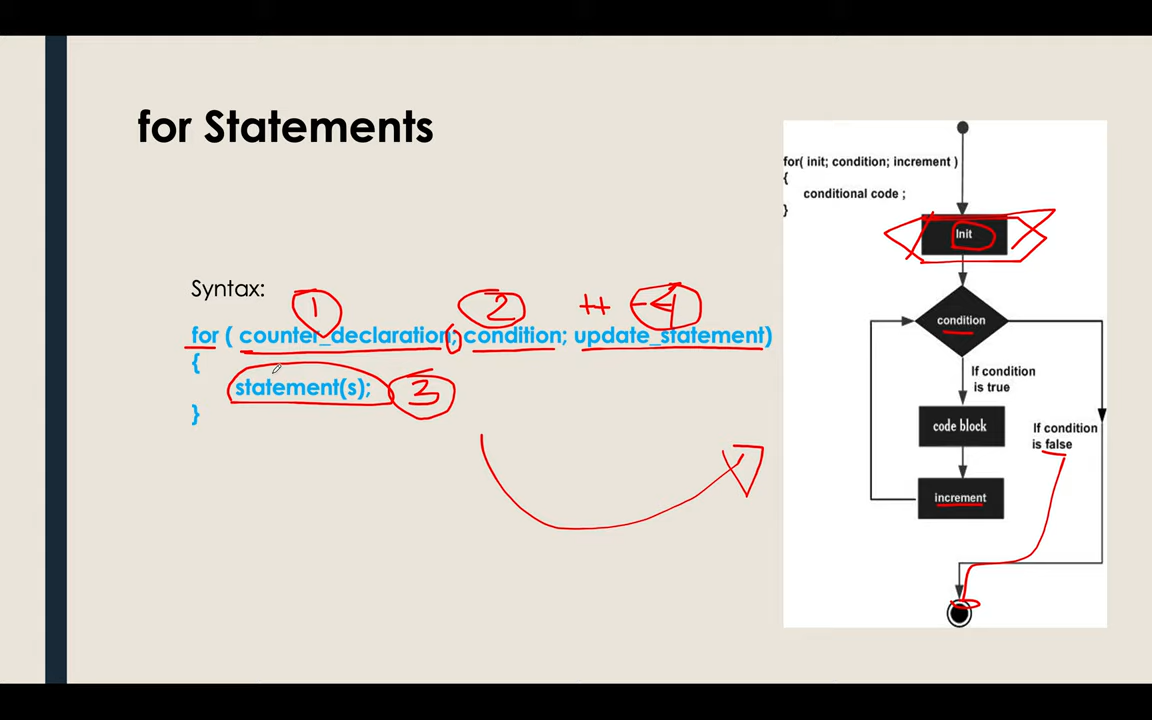 for Statements
Syntax:
1 2 ++ 4
for ( counter_declaration; condition; update_statement)
{
statement(s); 3
}
for( init; condition; increment )
{
conditional code ;
}
Init
condition
If condition
is true
code block
If condition
is false
increment